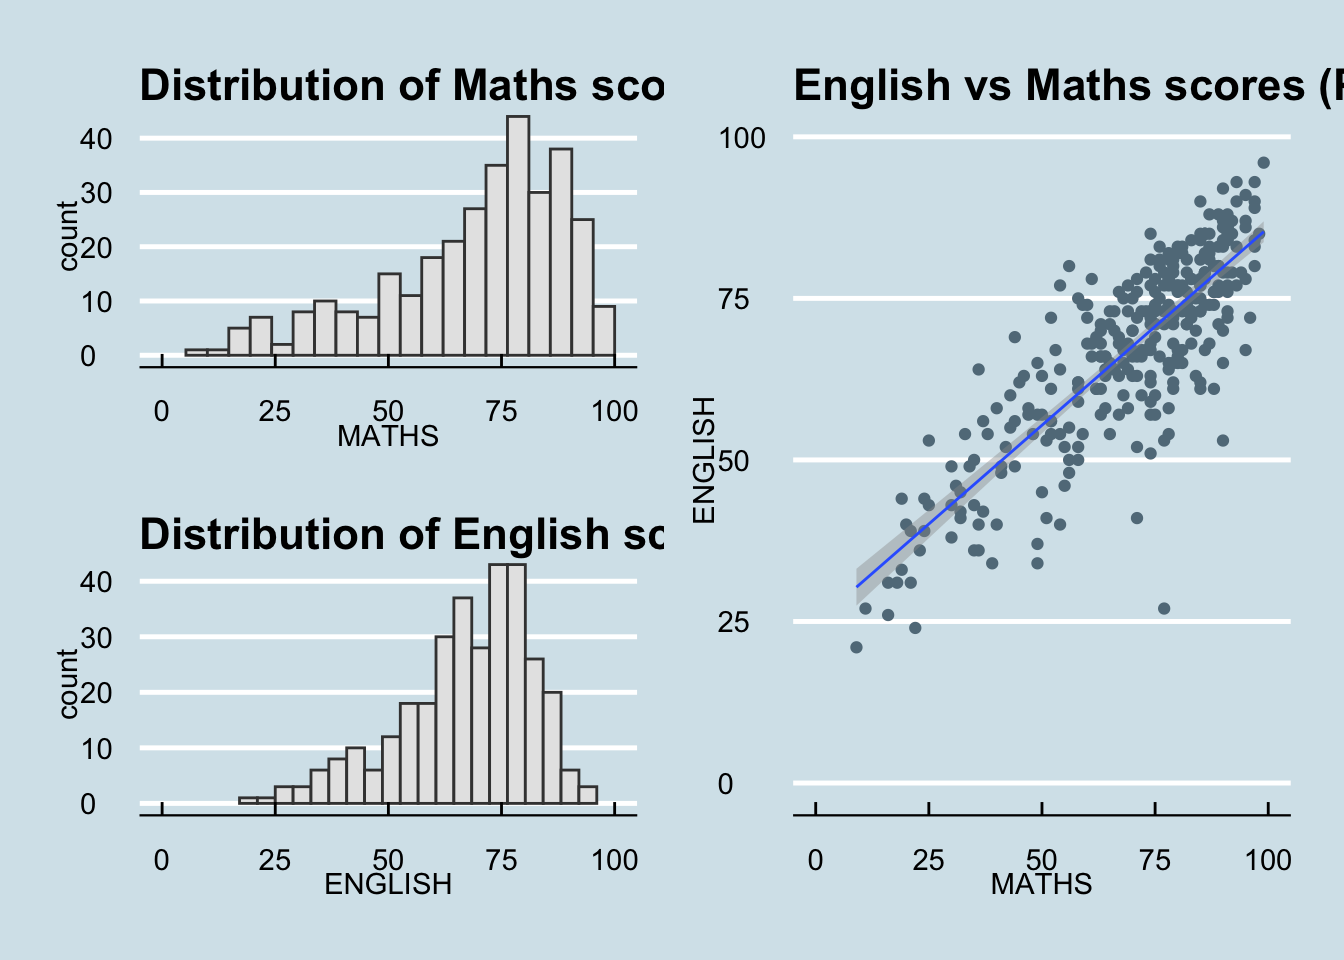 Distribution of Maths sco
40
30
20
10
0
count
0 25 50 75 100
MATHS
Distribution of English sc
40
30
20
10
0
count
0 25 50 75 100
ENGLISH
English vs Maths scores (
100
75
50
25
0
ENGLISH
0 25 50 75 100
MATHS